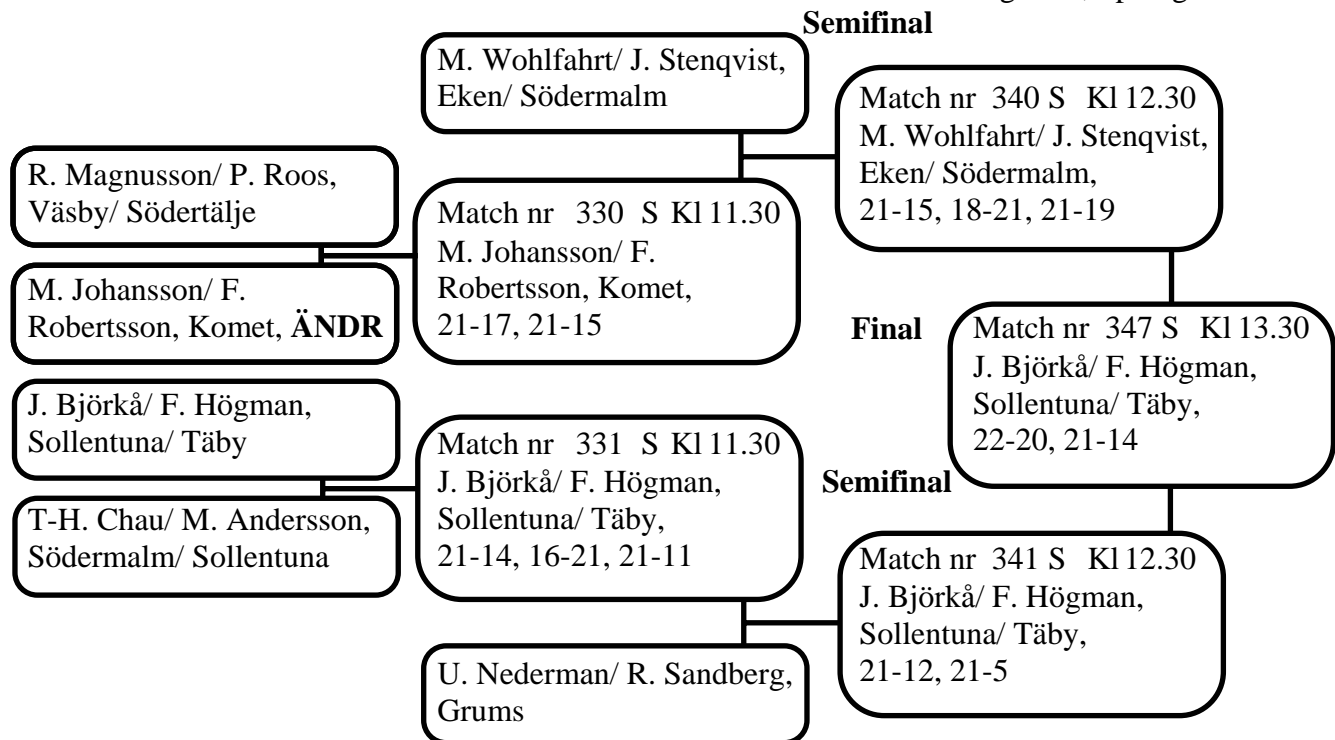 Semifinal
M. Wohlfahrt/ J. Stenqvist,
Eken/ Södermalm
Match nr 340 S Kl 12.30
M. Wohlfahrt/ J. Stenqvist,
Eken/ Södermalm,
21-15, 18-21, 21-19
R. Magnusson/ P. Roos,
Väsby/ Södertälje
Match nr 330 S Kl 11.30
M. Johansson/ F.
Robertsson, Komet,
21-17, 21-15
M. Johansson/ F.
Robertsson, Komet, ÄNDR
Final
Match nr 347 S Kl 13.30
J. Björkå/ F. Högman,
Sollentuna/ Täby,
22-20, 21-14
J. Björkå/ F. Högman,
Sollentuna/ Täby
Match nr 331 S Kl 11.30
J. Björkå/ F. Högman,
Sollentuna/ Täby,
21-14, 16-21, 21-11
Semifinal
T-H. Chau/ M. Andersson,
Södermalm/ Sollentuna
Match nr 341 S Kl 12.30
J. Björkå/ F. Högman,
Sollentuna/ Täby,
21-12, 21-5
U. Nederman/ R. Sandberg,
Grums